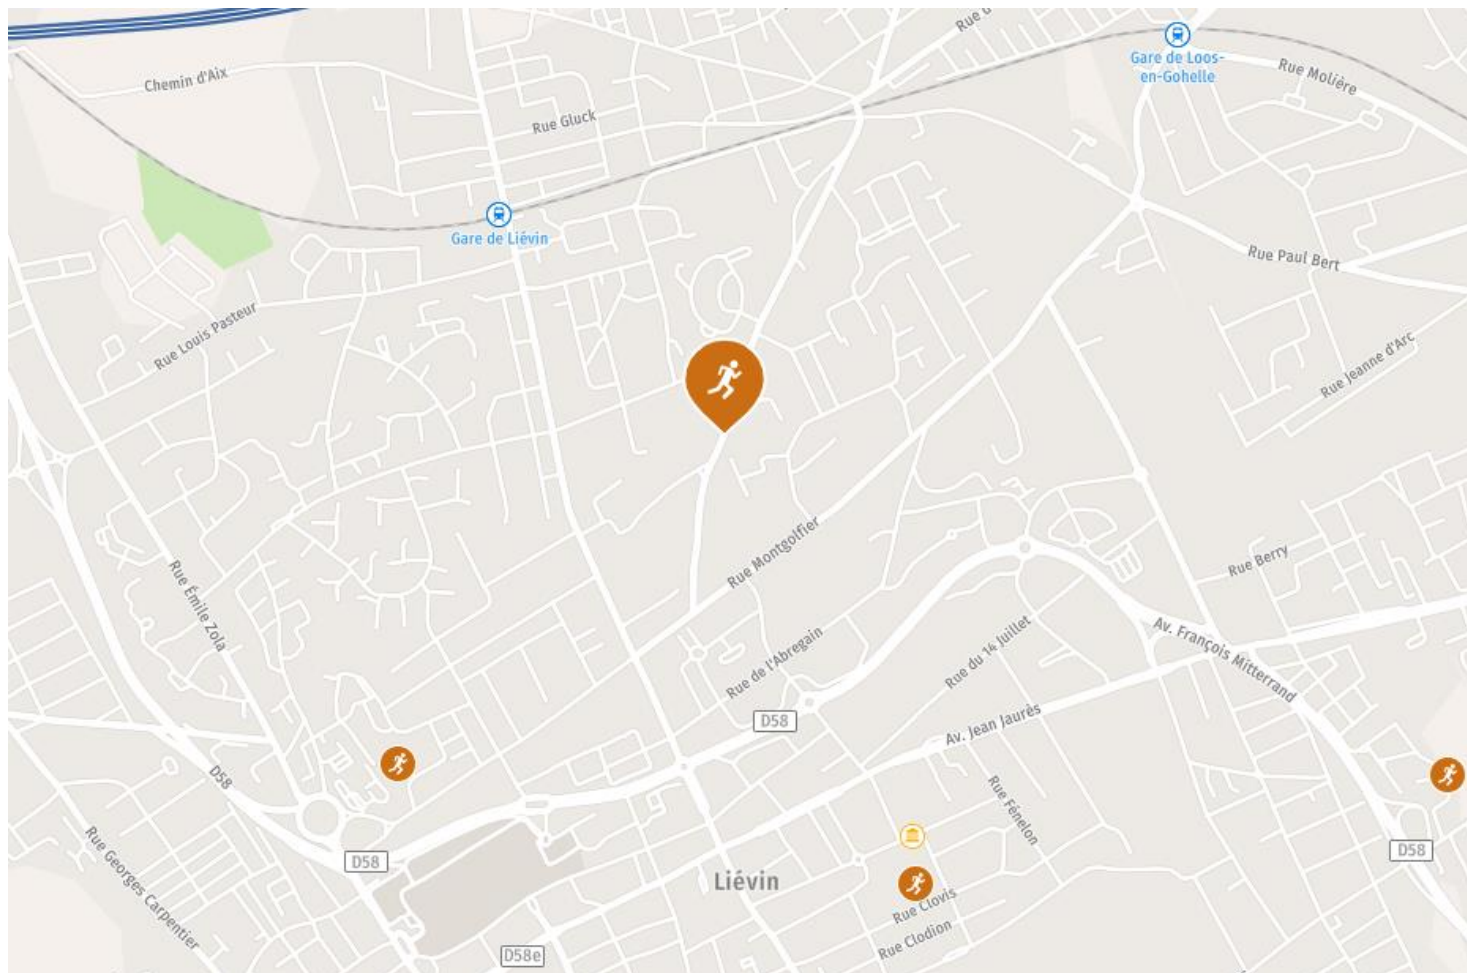 Rue d
Gare de Loos-
en-Gohelle
Rue Molière
Chemin d'Aix
Rue Gluck
Gare de Liévin
Rue Paul Bert
Rue Louis Pasteur
Rue Jeanne d'Arc
Rue Montgolfier
Rue Berry
Rue Émile Zola
Rue de l'Abregain
Rue du 14 Juillet
Av. François Mitterrand
D58
Av. Jean Jaurès
D58
Rue Fénelon
Rue Georges Carpentier
D58
D58
Liévin
Rue Clovis
Rue Clodion
D58e